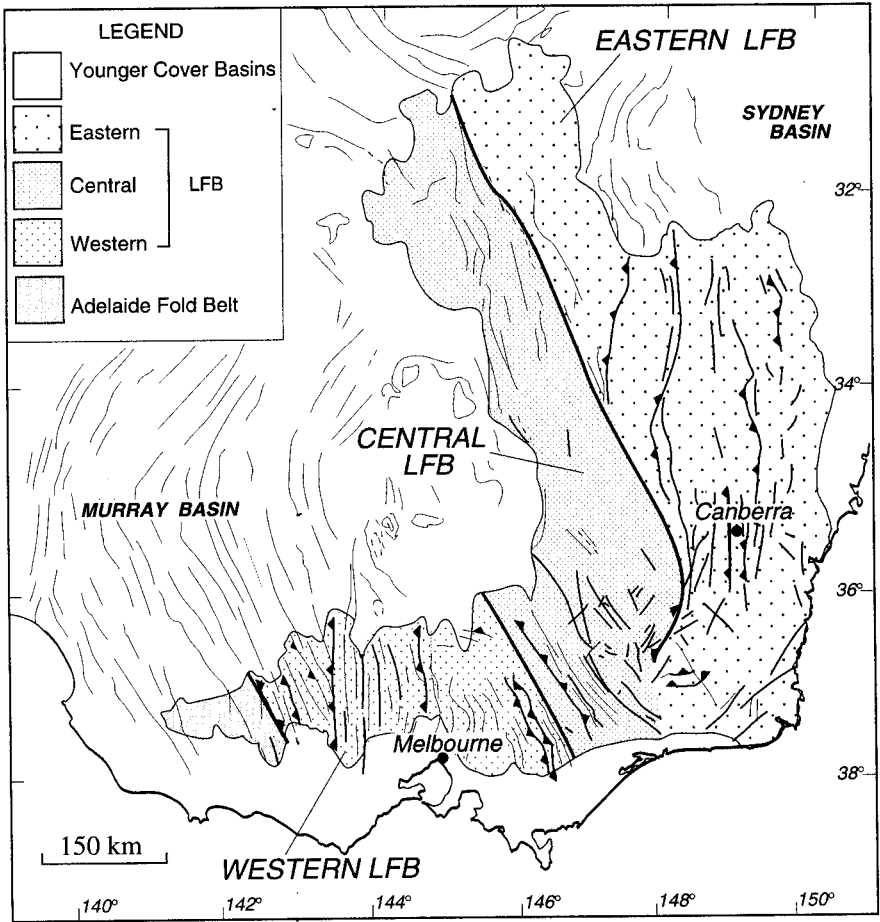 LEGEND
Younger Cover Basins
Eastern
Central
LFB
Western
Adelaide Fold Belt
EASTERN LFB
SYDNEY
BASIN
32°
34°
CENTRAL
LFB
MURRAY BASIN
Canberra
36°
Melbourne
38°
150 km
WESTERN LFB
140°
142°
144°
146°
148°
150°